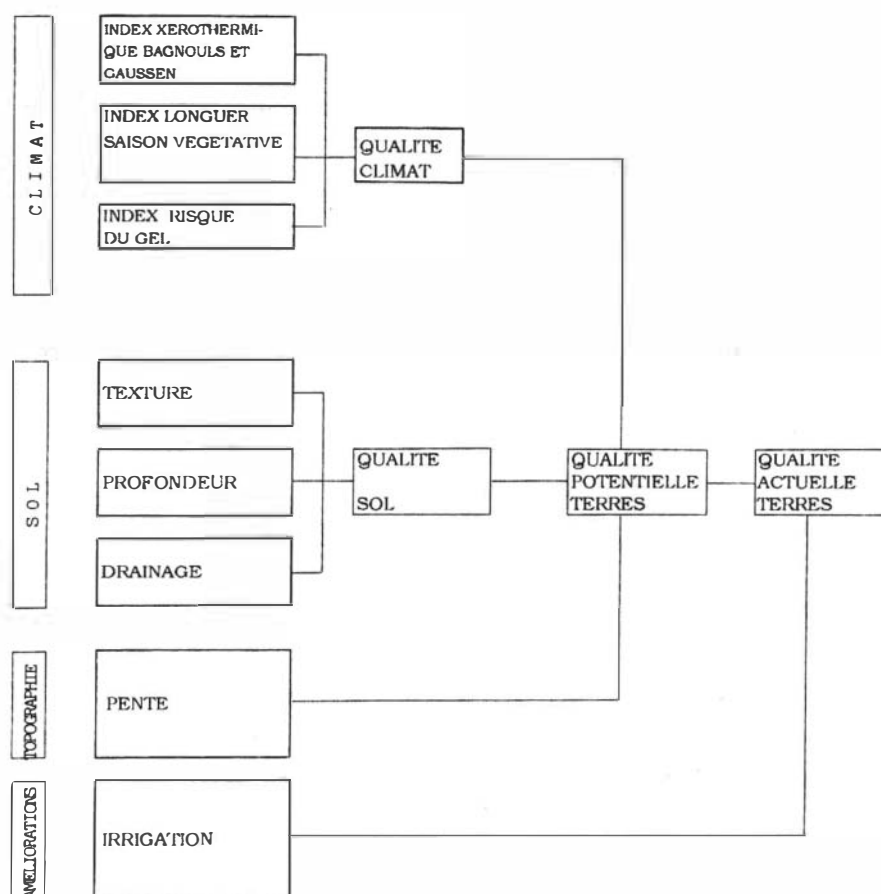 CLIMAT
INDEX XEROTHERMI-
QUE BAGNOULS ET
GAUSSEN
INDEX LONGUER
SAISON VEGETATIVE
INDEX RISQUE
DU GEL
QUALITE
CLIMAT
SOL
TEXTURE
PROFONDEUR
DRAINAGE
QUALITE
SOL
QUALITE
POTENTIELLE
TERRES
QUALITE
ACTUELLE
TERRES
TOPOGRAPHIE
PENTE
AMELIORATIONS
IRRIGATION